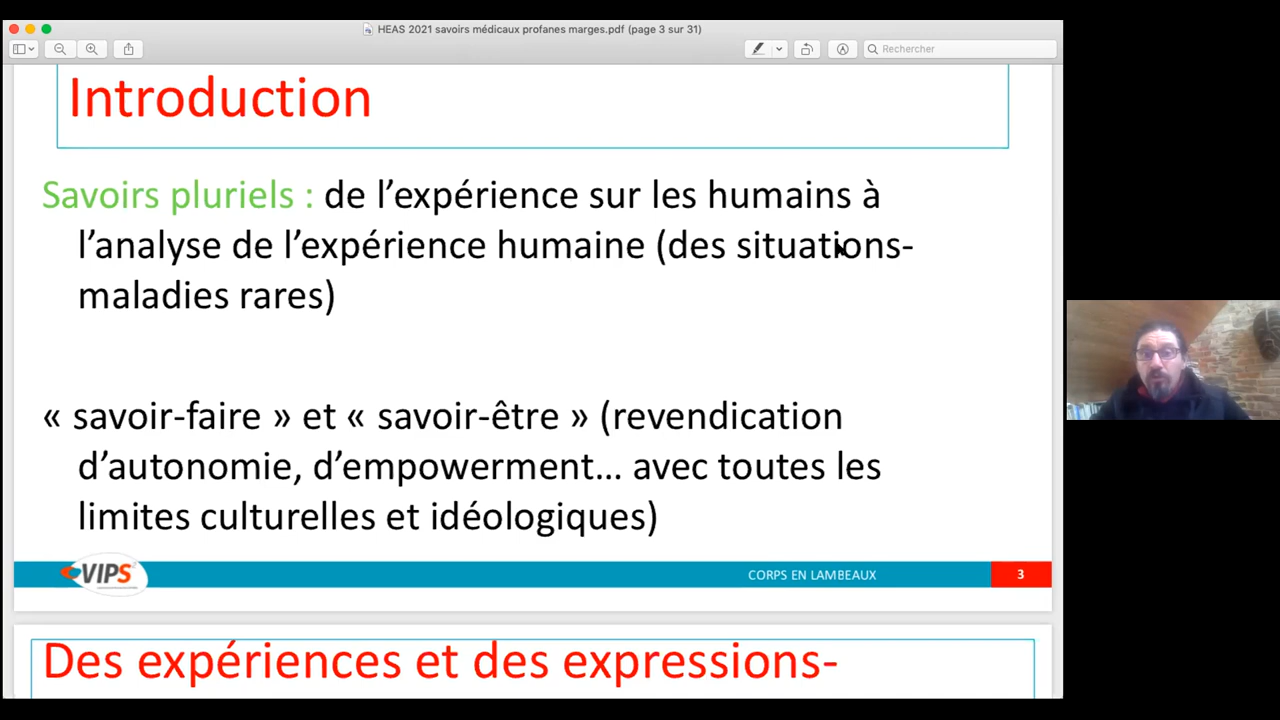 HEAS 2021 savoirs médicaux profanes marges.pdf (page 3 sur 31)
Rechercher
Introduction
Savoirs pluriels : de l’expérience sur les humains à
l’analyse de l’expérience humaine (des situations-
maladies rares)
« savoir-faire » et « savoir-être » (revendication
d’autonomie, d’empowerment… avec toutes les
limites culturelles et idéologiques)
VIPS
CORPS EN LAMBEAUX
3
Des expériences et des expressions-